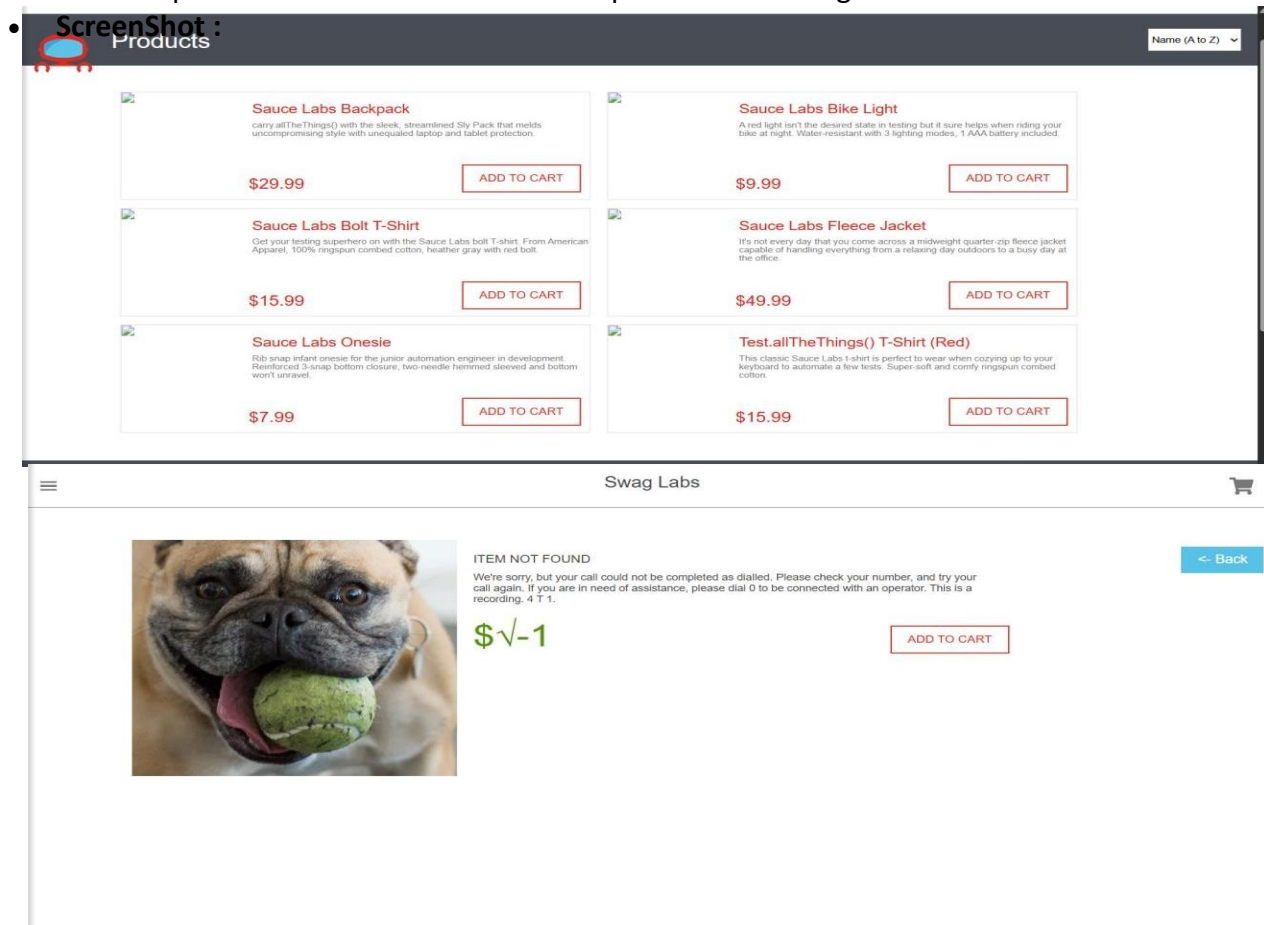 ScreenShot :
Products
Name (A to Z)
Sauce Labs Backpack
carry.allTheThings() with the sleek, streamlined Sly Pack that melds
uncompromising style with unequaled laptop and tablet protection.
$29.99
ADD TO CART
Sauce Labs Bike Light
A red light isn't the desired state in testing but it sure helps when riding your
bike at night. Water-resistant with 3 lighting modes, 1 AAA battery included.
$9.99
ADD TO CART
Sauce Labs Bolt T-Shirt
Get your testing superhero on with the Sauce Labs bolt T-shirt. From American
Apparel, 100% ringspun combed cotton, heather gray with red bolt.
$15.99
ADD TO CART
Sauce Labs Fleece Jacket
It's not every day that you come across a midweight quarter-zip fleece jacket
capable of handling everything from a relaxing day outdoors to a busy day at
the office.
$49.99
ADD TO CART
Sauce Labs Onesie
Rib snap infant onesie for the junior automation engineer in development.
Reinforced 3-snap bottom closure, two-needle hemmed sleeved and bottom
won't unravel.
$7.99
ADD TO CART
Test.allTheThings() T-Shirt (Red)
This classic Sauce Labs t-shirt is perfect to wear when cozying up to your
keyboard to automate a few tests. Super-soft and comfy ringspun combed
cotton.
$15.99
ADD TO CART
Swag Labs
ITEM NOT FOUND
We're sorry, but your call could not be completed as dialled. Please check your number, and try your
call again. If you are in need of assistance, please dial 0 to be connected with an operator. This is a
recording. 4 T 1.
$√-1
ADD TO CART
<- Back